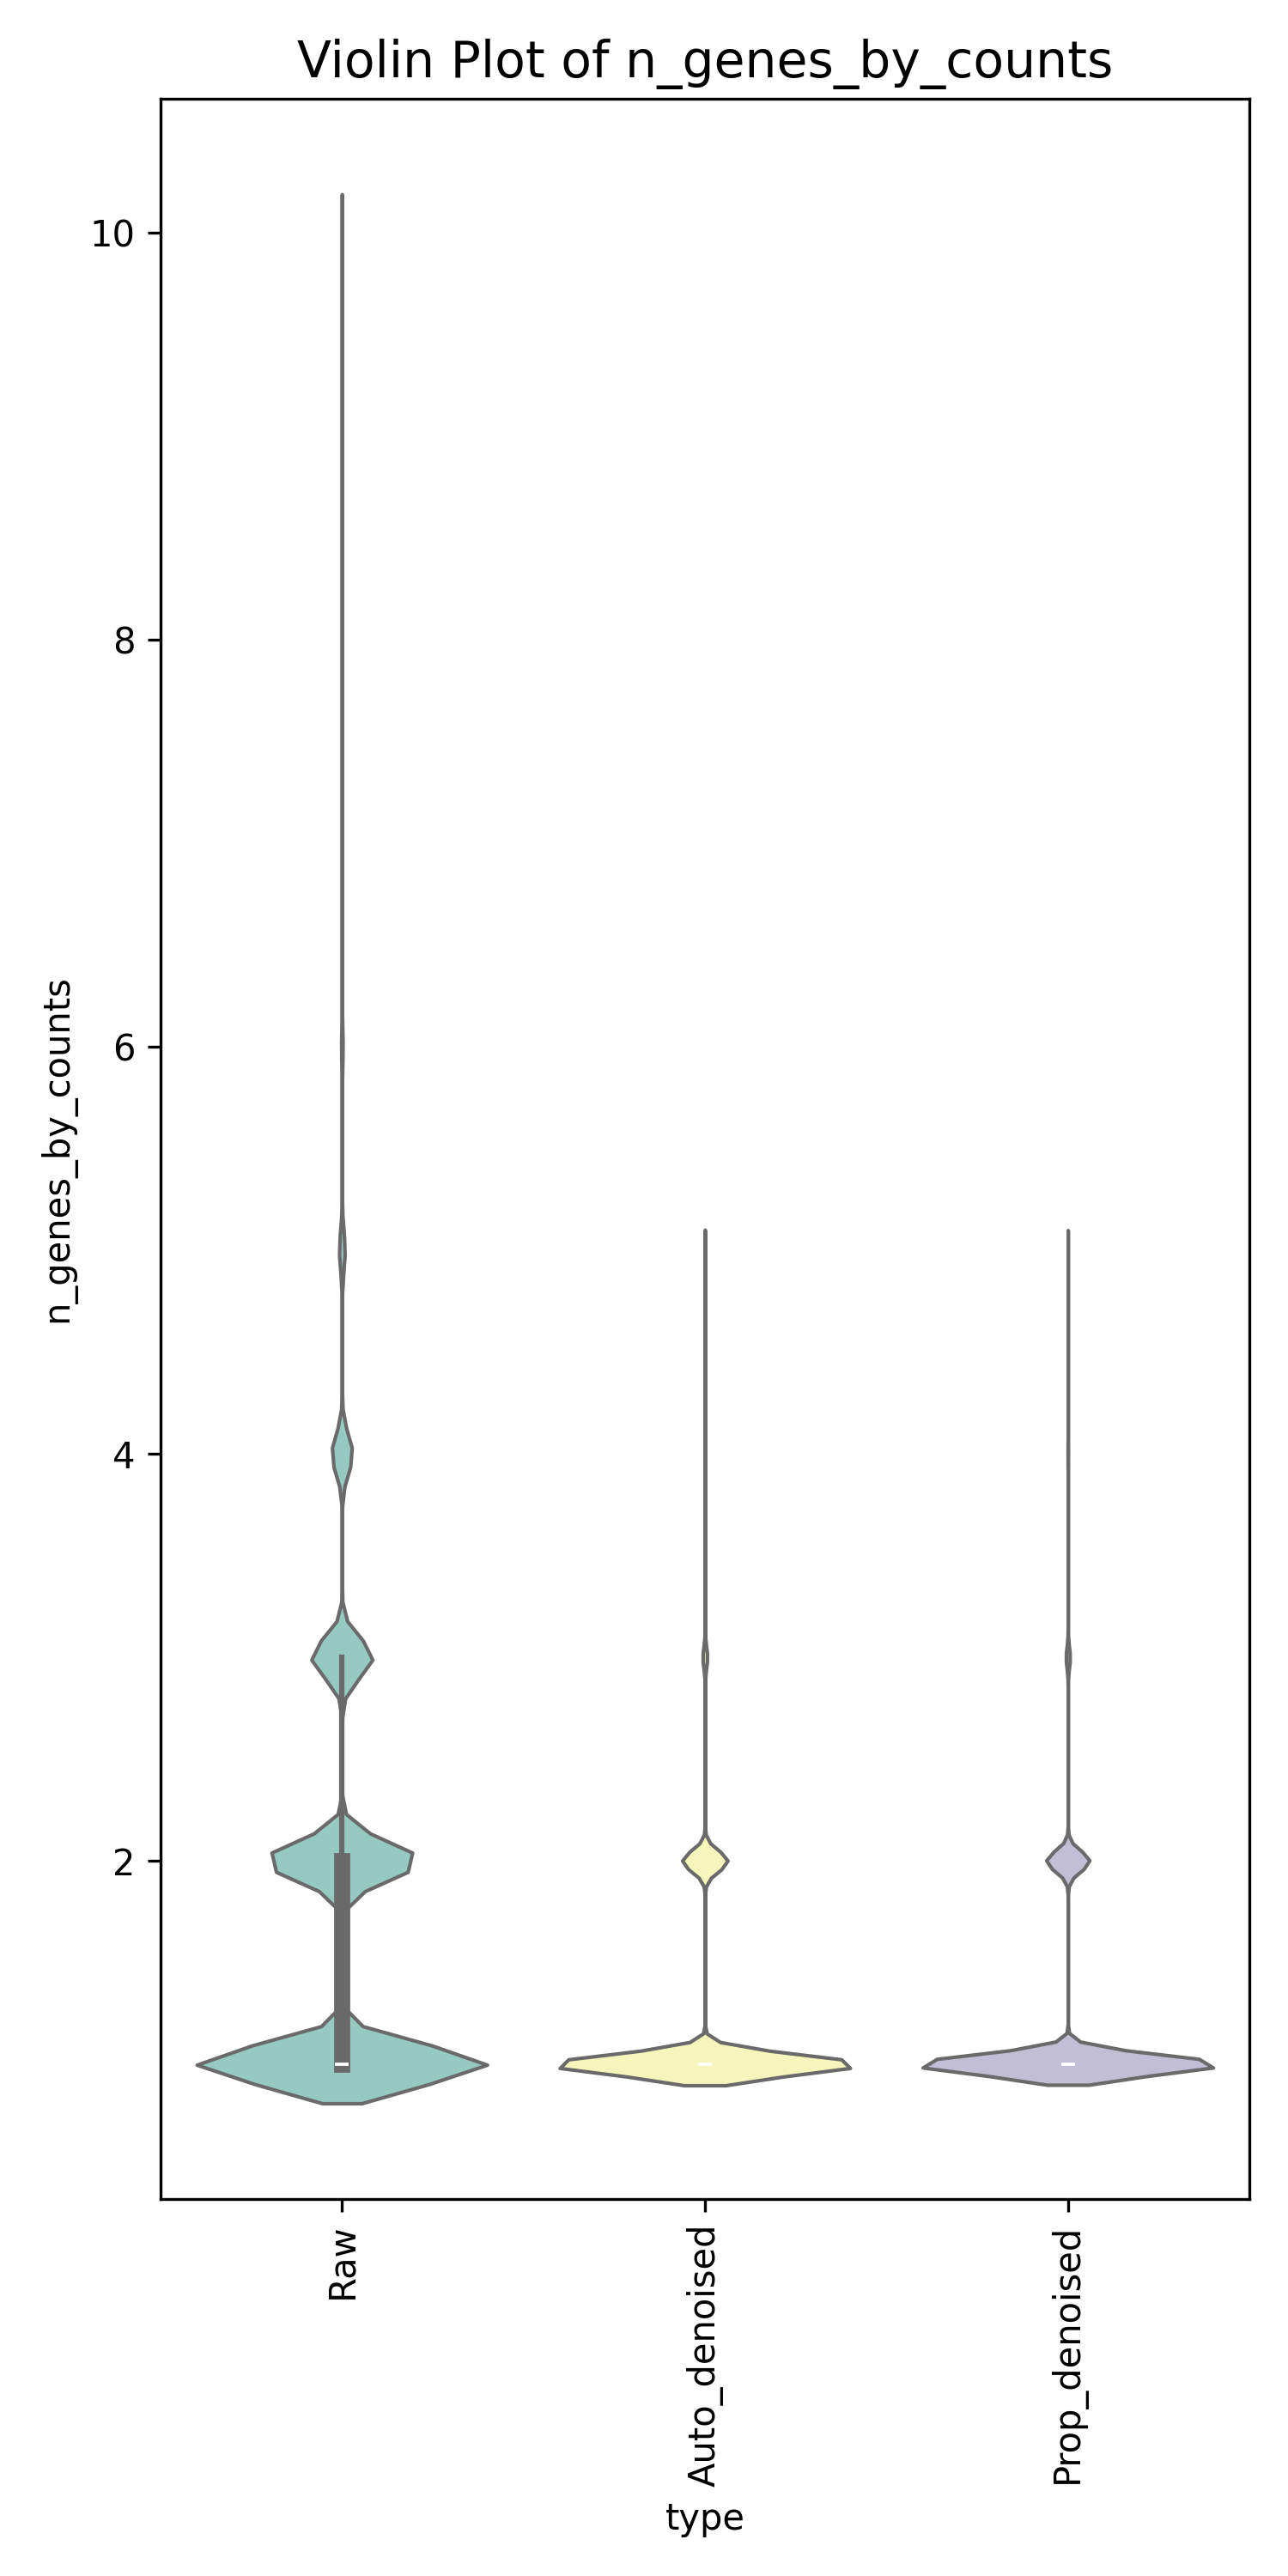 Violin Plot of n_genes_by_counts
10
8
6
4
2
n_genes_by_counts
Raw
Auto_denoised
Prop_denoised
type